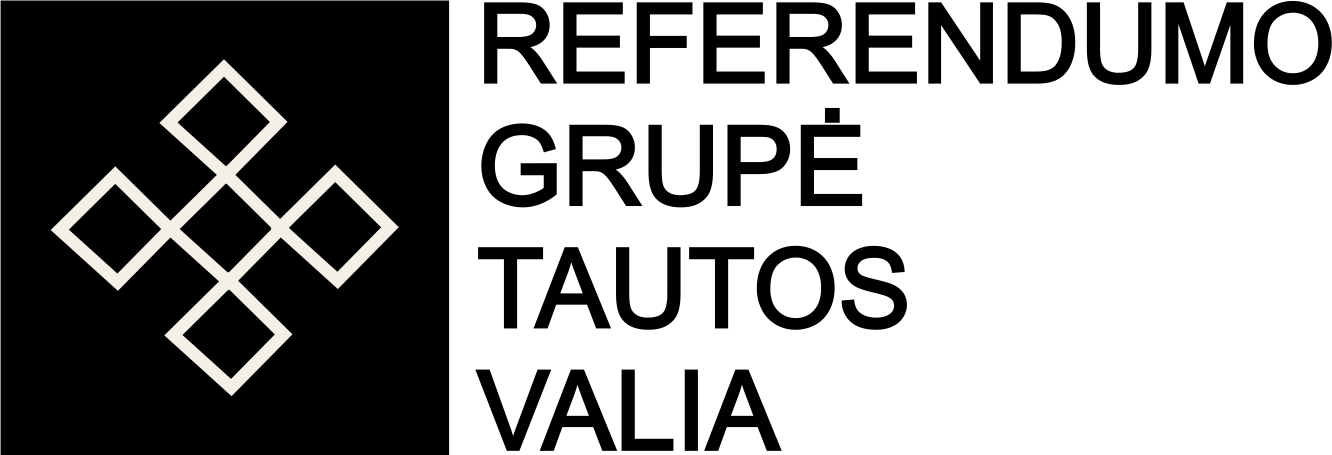 REFERENDUMO
GRUPĖ
TAUTOS
VALIA